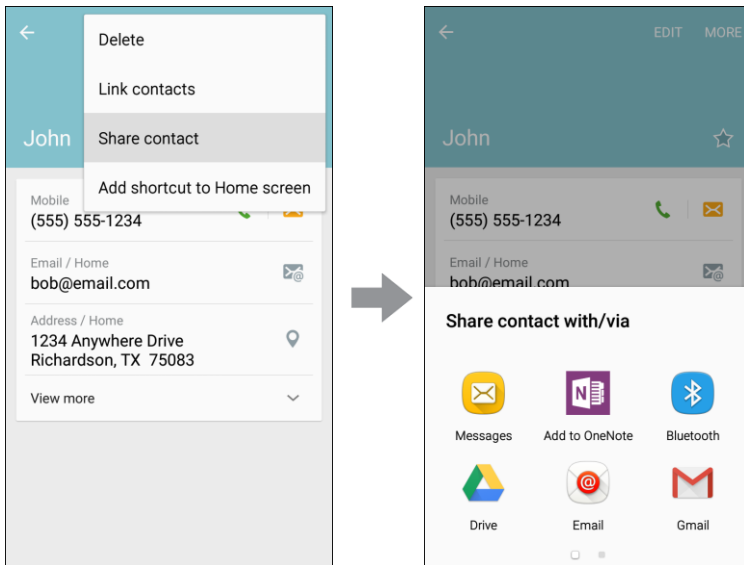 Delete
Link contacts
Share contact
Add shortcut to Home screen
John
Mobile
(555) 555-1234
Email / Home
bob@email.com
Address / Home
1234 Anywhere Drive
Richardson, TX  75083
View more
EDIT MORE
John
Mobile
(555) 555-1234
Email / Home
bob@email.com
Share contact with/via
N
@
Messages Add to OneNote Bluetooth
Drive Email Gmail